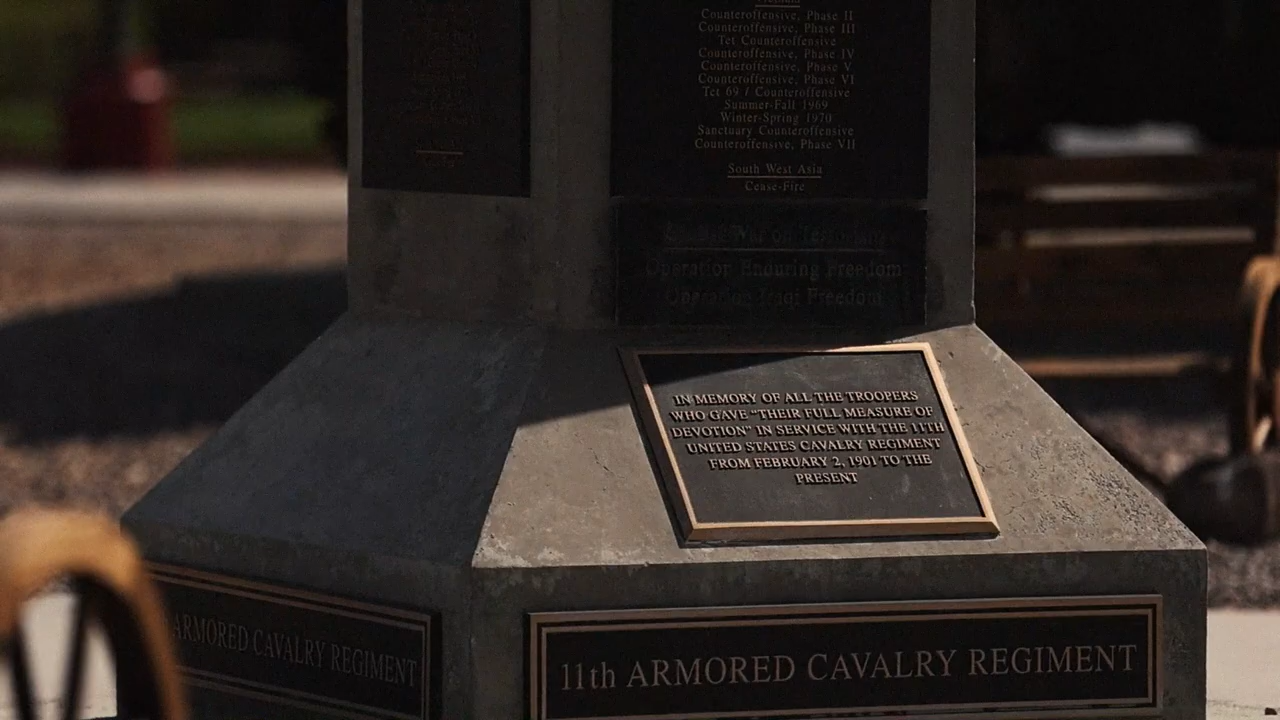 Counteroffensive, Phase II
Counteroffensive, Phase III
Tet Counteroffensive
Counteroffensive, Phase IV
Counteroffensive, Phase V
Counteroffensive, Phase VI
Tet 69 / Counteroffensive
Summer-Fall 1969
Winter-Spring 1970
Sanctuary Counteroffensive
Counteroffensive, Phase VII
South West Asia
Cease-Fire
War on
Operation Enduring Freedom
Operation Iraqi Freedom
IN MEMORY OF ALL THE TROOPERS
WHO GAVE "THEIR FULL MEASURE OF
DEVOTION" IN SERVICE WITH THE 11TH
UNITED STATES CAVALRY REGIMENT
FROM FEBRUARY 2, 1901 TO THE
PRESENT
ARMORED CAVALRY REGIMENT
11th ARMORED CAVALRY REGIMENT